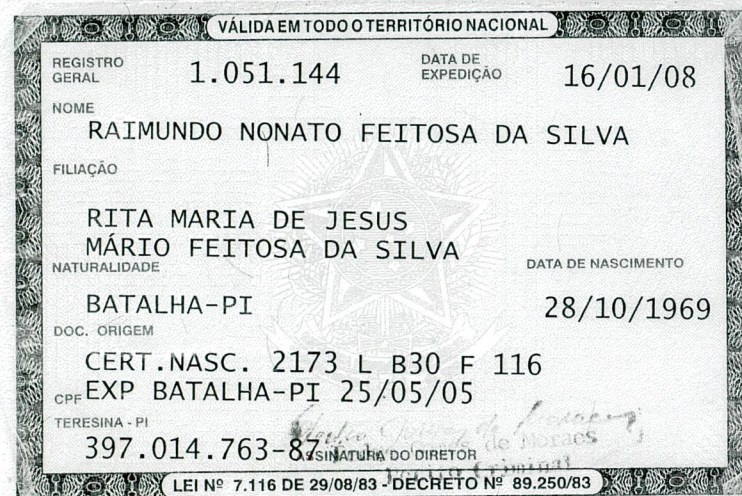 VÁLIDA EM TODO O TERRITÓRIO NACIONAL
REGISTRO GERAL 1.051.144 DATA DE EXPEDIÇÃO 16/01/08
NOME
RAIMUNDO NONATO FEITOSA DA SILVA
FILIAÇÃO
RITA MARIA DE JESUS
MÁRIO FEITOSA DA SILVA
NATURALIDADE DATA DE NASCIMENTO
BATALHA-PI 28/10/1969
DOC. ORIGEM
CERT.NASC. 2173 L B30 F 116
CPF EXP BATALHA-PI 25/05/05
TERESINA - PI
de Moraes
397.014.763-87 ASSINATURA DO DIRETOR
Perito Criminal
LEI Nº 7.116 DE 29/08/83 - DECRETO Nº 89.250/83